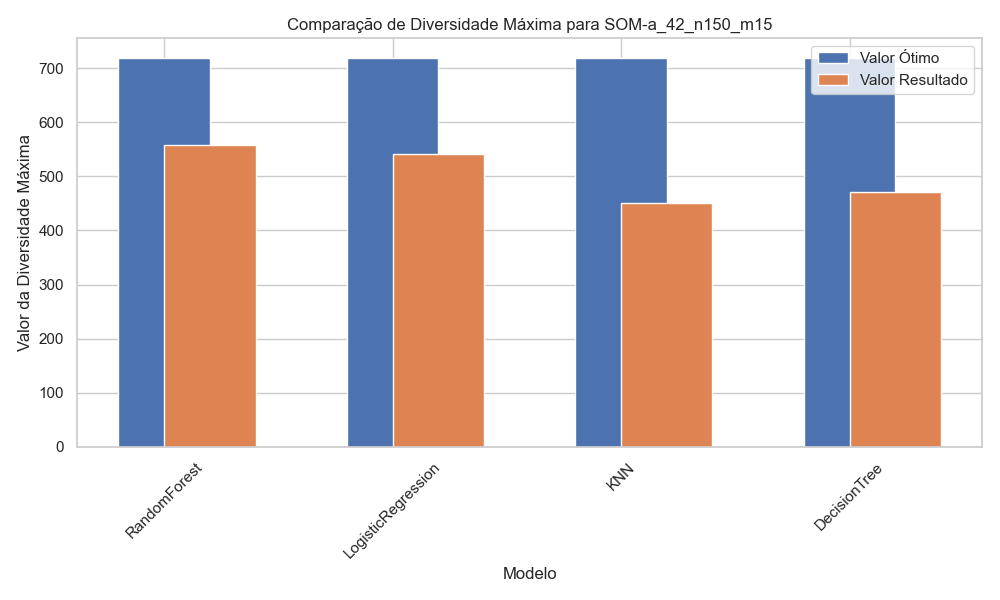 Comparação de Diversidade Máxima para SOM-a_42_n150_m15
Valor Ótimo
Valor Resultado
Valor da Diversidade Máxima
700
600
500
400
300
200
100
0
RandomForest
LogisticRegression
KNN
DecisionTree
Modelo